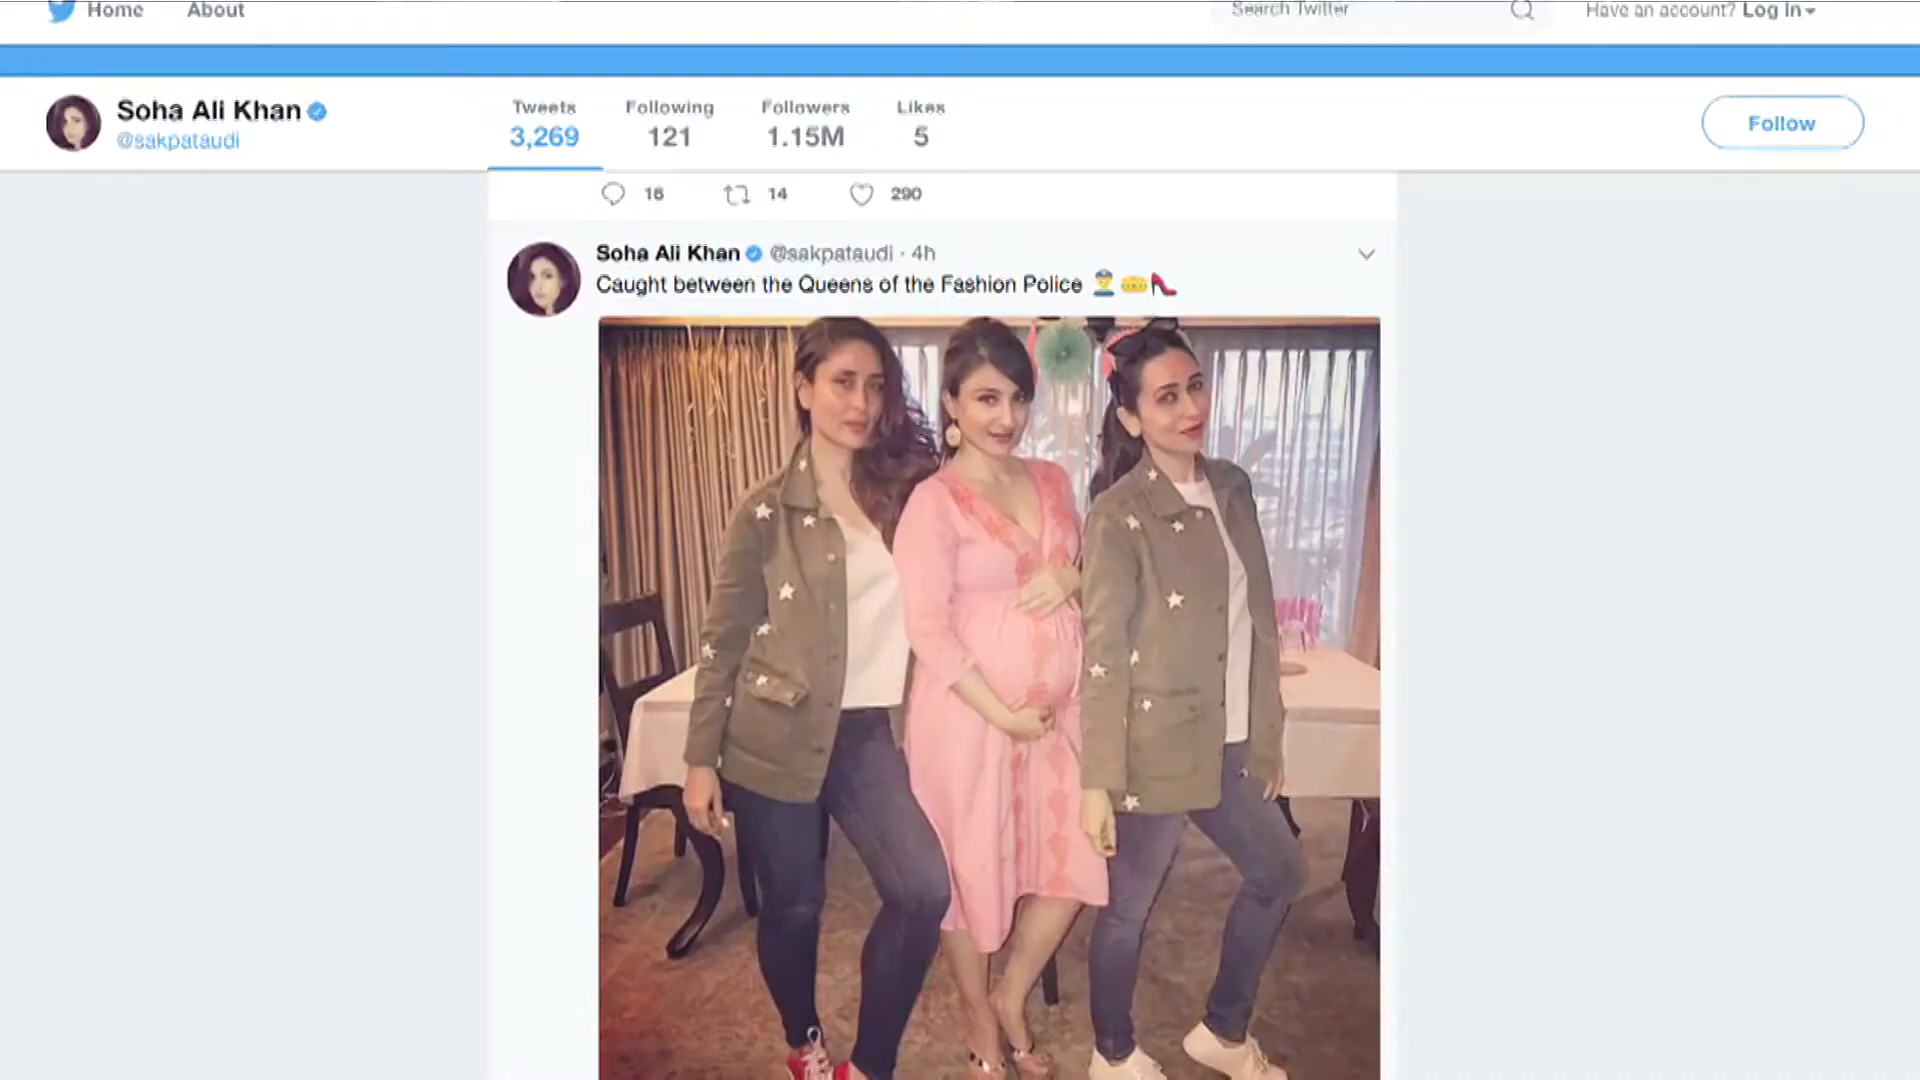 Home About Search Twitter Have an account? Log in
Soha Ali Khan
@sakpataudi
Tweets Following Followers Likes
3,269 121 1.15M 5
Follow
16 14 290
Soha Ali Khan @sakpataudi · 4h
Caught between the Queens of the Fashion Police 👮👑👠